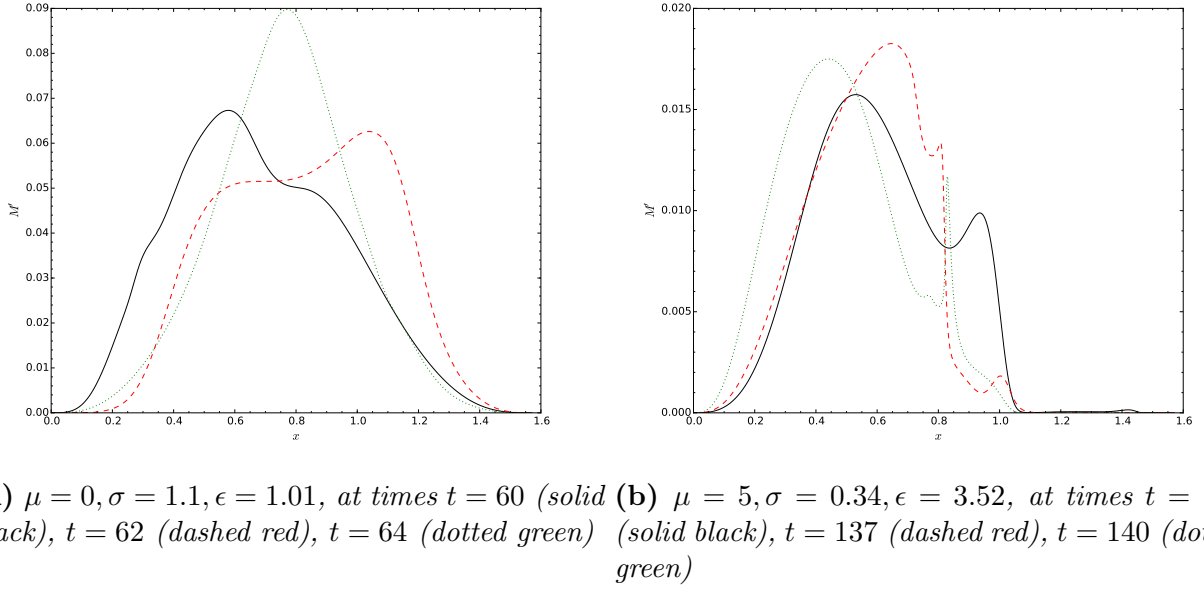 0.09
0.08
0.07
0.06
0.05
0.04
0.03
0.02
0.01
0.00
M'
0.0 0.2 0.4 0.6 0.8 1.0 1.2 1.4 1.6
x
0.020
0.015
0.010
0.005
0.000
M'
0.0 0.2 0.4 0.6 0.8 1.0 1.2 1.4 1.6
x
) μ = 0, σ = 1.1, ϵ = 1.01, at times t = 60 (solid
ack), t = 62 (dashed red), t = 64 (dotted green)
(b) μ = 5, σ = 0.34, ϵ = 3.52, at times t =
(solid black), t = 137 (dashed red), t = 140 (do
green)